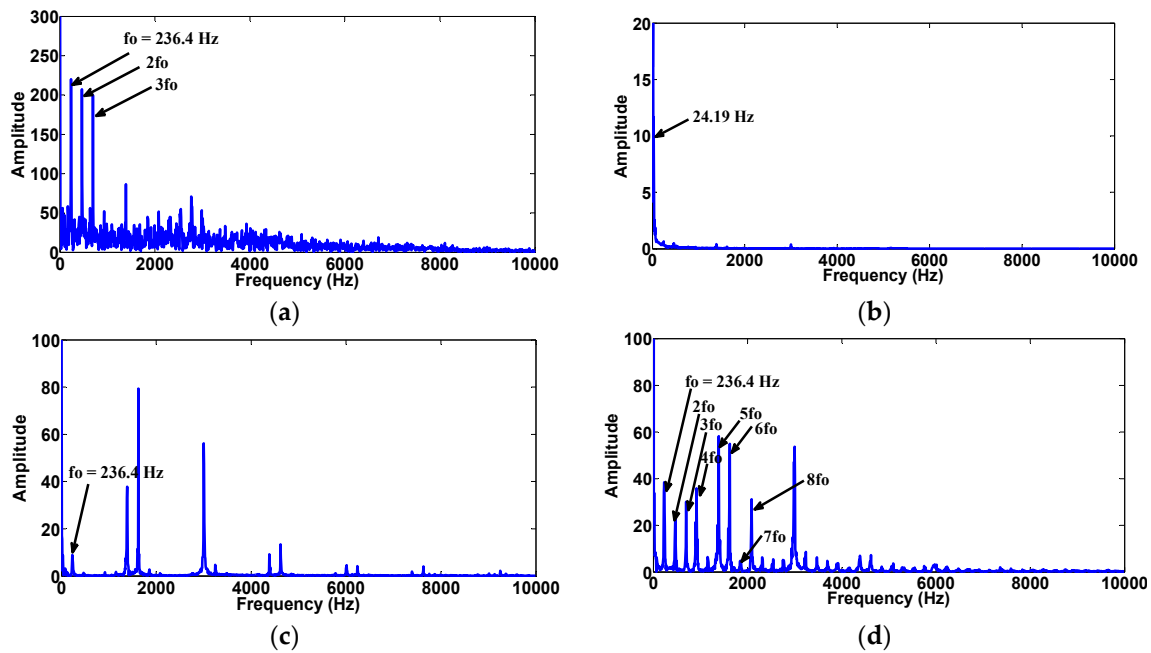 300
250
200
150
100
50
0
Amplitude
fo = 236.4 Hz
2fo
3fo
0 2000 4000 6000 8000 10000
Frequency (Hz)
(a)
20
15
10
5
0
Amplitude
24.19 Hz
0 2000 4000 6000 8000 10000
Frequency (Hz)
(b)
100
80
60
40
20
0
Amplitude
fo = 236.4 Hz
0 2000 4000 6000 8000 10000
Frequency (Hz)
(c)
100
80
60
40
20
0
Amplitude
fo = 236.4 Hz
2fo
3fo
4fo
5fo
6fo
7fo
8fo
0 2000 4000 6000 8000 10000
Frequency (Hz)
(d)